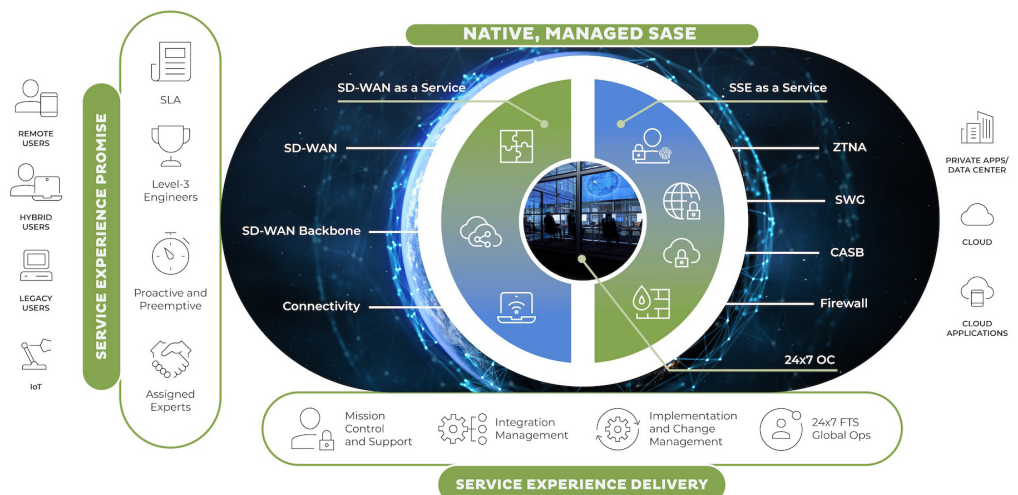 NATIVE, MANAGED SASE
REMOTE
USERS
HYBRID
USERS
LEGACY
USERS
IoT
SERVICE EXPERIENCE PROMISE
SLA
Level-3
Engineers
Proactive and
Preemptive
Assigned
Experts
SD-WAN as a Service
SD-WAN
SD-WAN Backbone
Connectivity
SSE as a Service
ZTNA
SWG
CASB
Firewall
24x7 OC
PRIVATE APPS/
DATA CENTER
CLOUD
CLOUD
APPLICATIONS
Mission
Control
and Support
Integration
Management
Implementation
and Change
Management
24x7 FTS
Global Ops
SERVICE EXPERIENCE DELIVERY